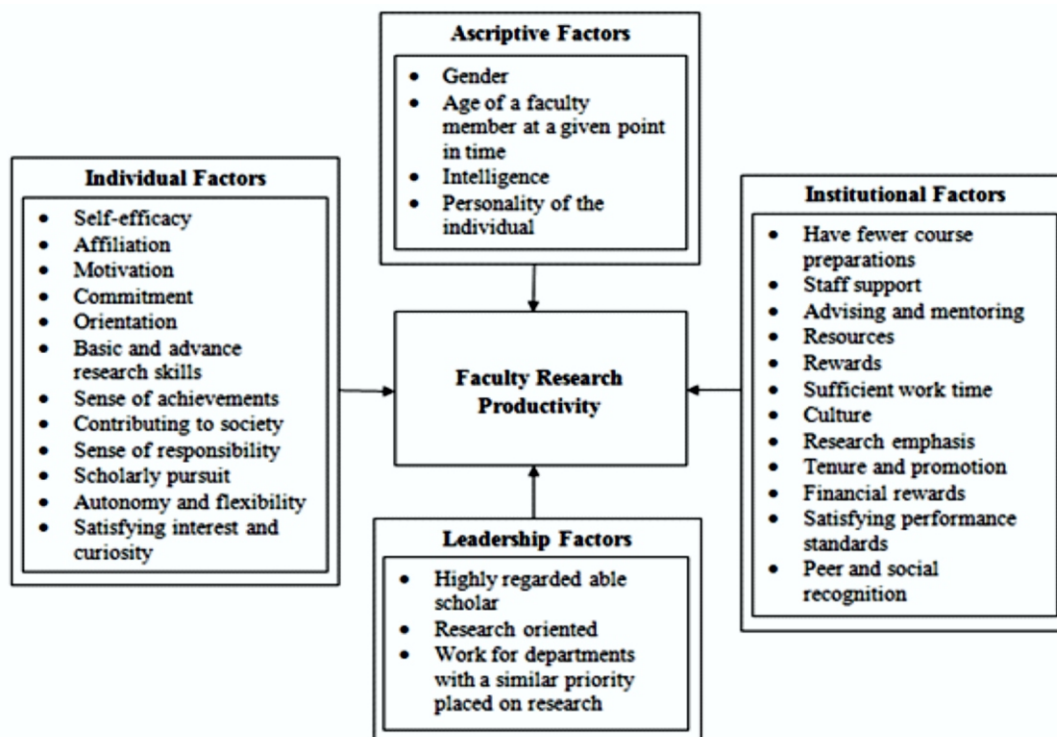 Ascriptive Factors
• Gender
• Age of a faculty
member at a given point
in time
• Intelligence
• Personality of the
individual
Individual Factors
• Self-efficacy
• Affiliation
• Motivation
• Commitment
• Orientation
• Basic and advance
research skills
• Sense of achievements
• Contributing to society
• Sense of responsibility
• Scholarly pursuit
• Autonomy and flexibility
• Satisfying interest and
curiosity
Faculty Research
Productivity
Institutional Factors
• Have fewer course
preparations
• Staff support
• Advising and mentoring
• Resources
• Rewards
• Sufficient work time
• Culture
• Research emphasis
• Tenure and promotion
• Financial rewards
• Satisfying performance
standards
• Peer and social
recognition
Leadership Factors
• Highly regarded able
scholar
• Research oriented
• Work for departments
with a similar priority
placed on research